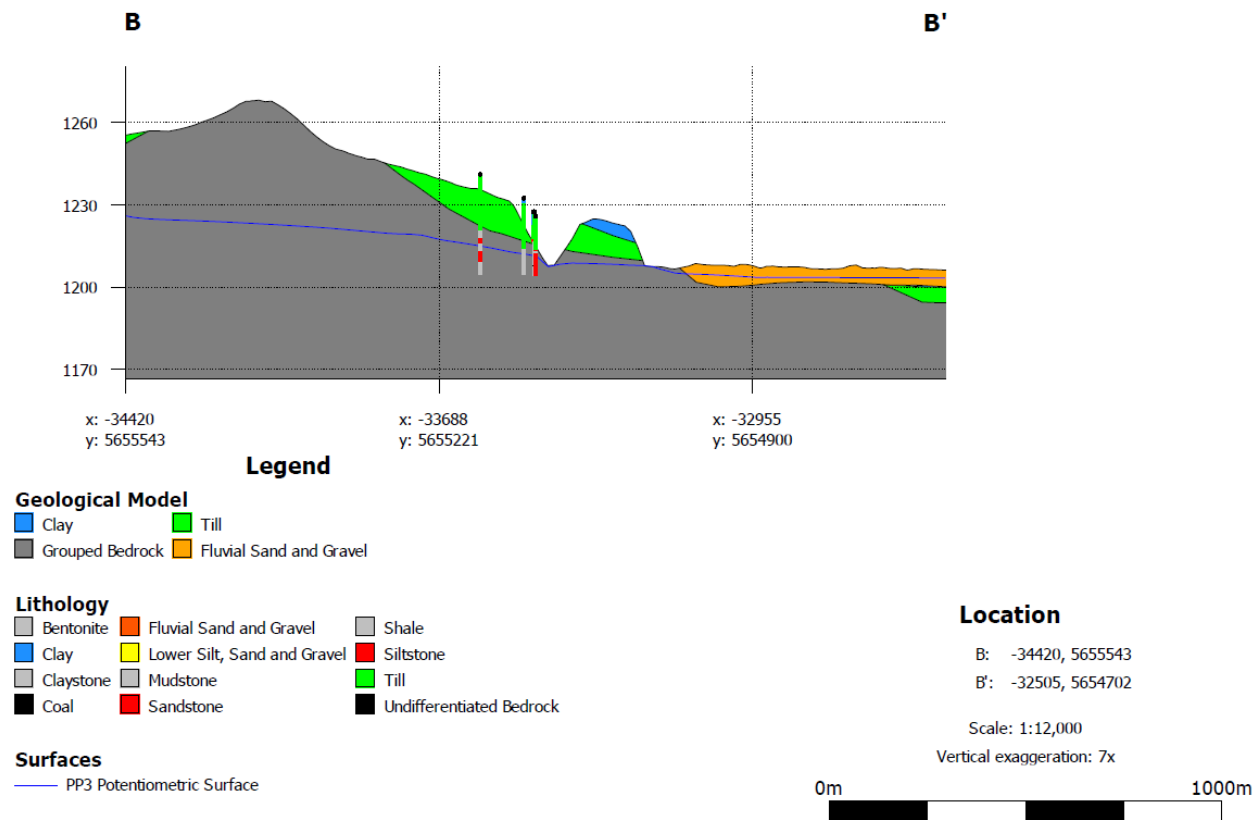 B B'
1260
1230
1200
1170
x: -34420 x: -33688 x: -32955
y: 5655543 y: 5655221 y: 5654900
Legend
Geological Model
Clay Till
Grouped Bedrock Fluvial Sand and Gravel
Lithology
Bentonite Fluvial Sand and Gravel Shale
Clay Lower Silt, Sand and Gravel Siltstone
Claystone Mudstone Till
Coal Sandstone Undifferentiated Bedrock
Surfaces
PP3 Potentiometric Surface
Location
B: -34420, 5655543
B': -32505, 5654702
Scale: 1:12,000
Vertical exaggeration: 7x
0m 1000m